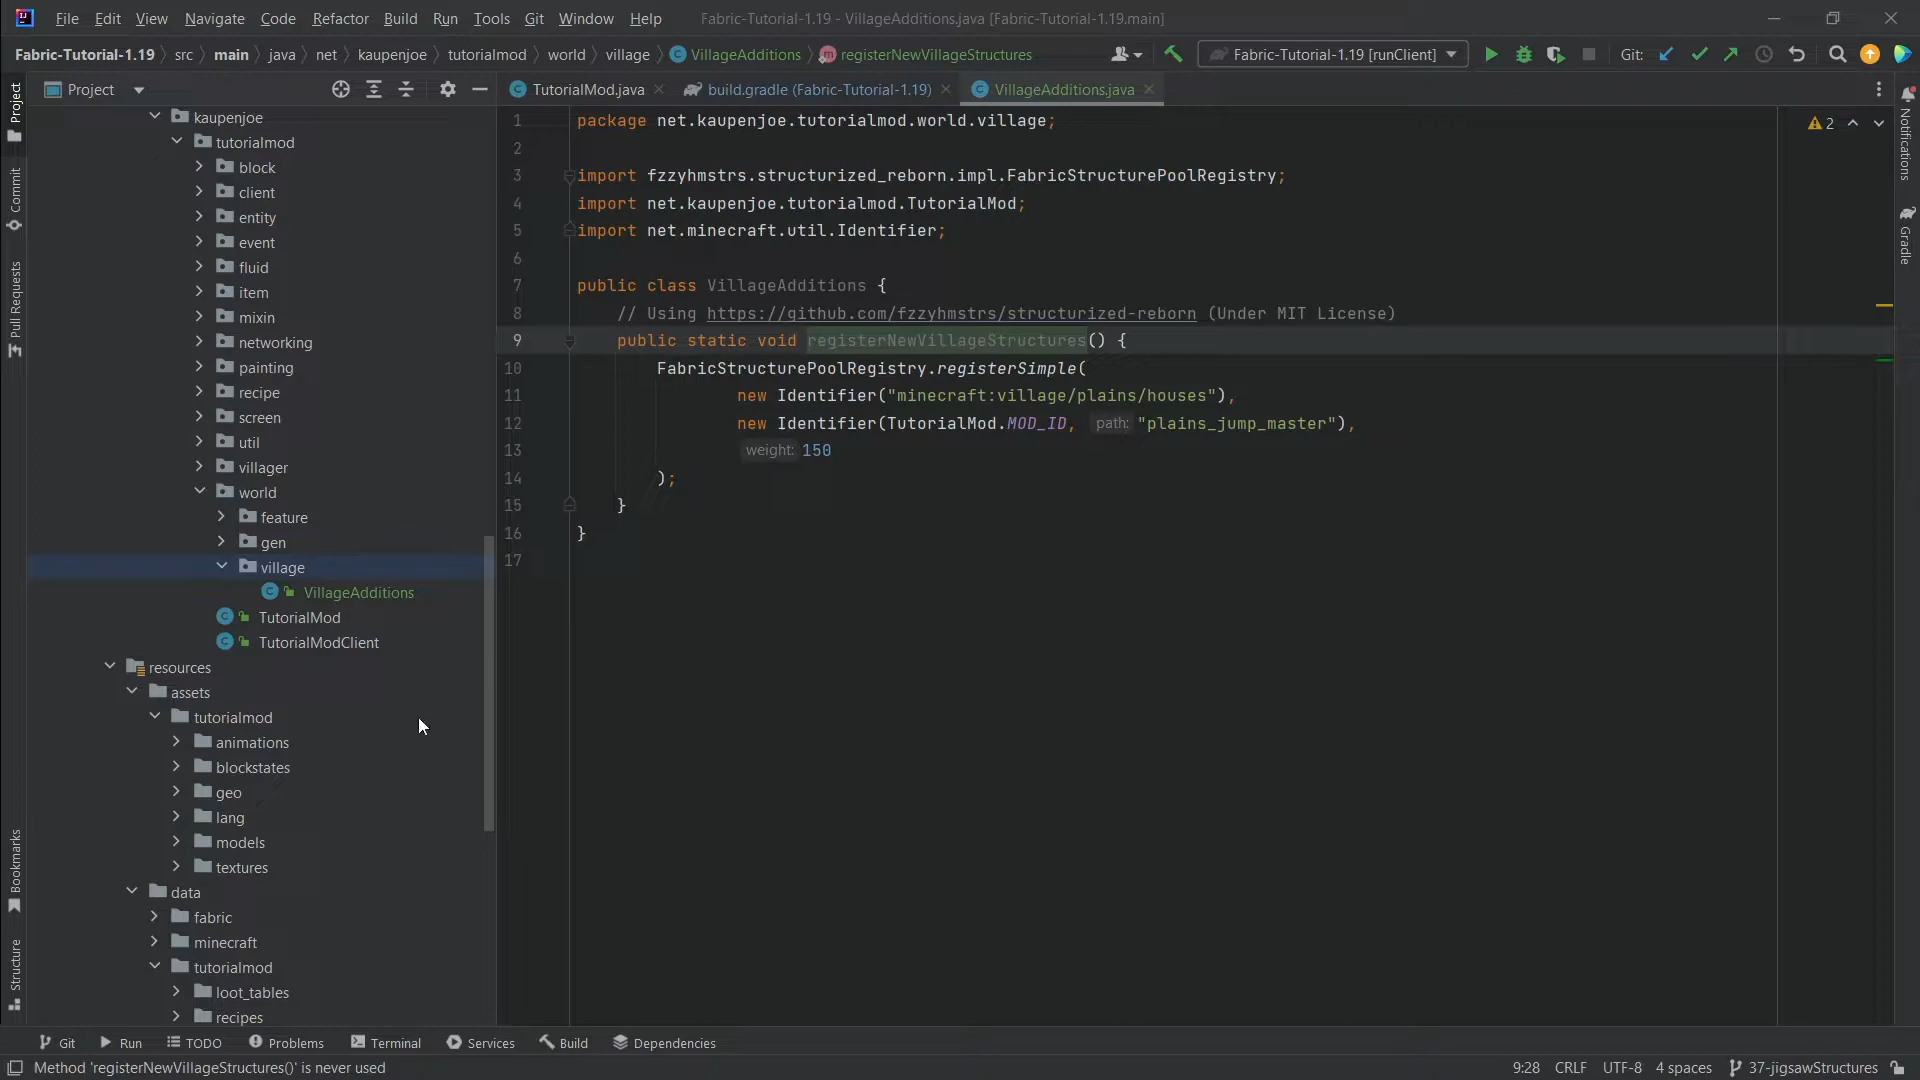 File Edit View Navigate Code Refactor Build Run Tools Git Window Help Fabric-Tutorial-1.19 - VillageAdditions.java [Fabric-Tutorial-1.19.main]
Fabric-Tutorial-1.19 src main java net kaupenjoe tutorialmod world village VillageAdditions registerNewVillageStructures Fabric-Tutorial-1.19 [runClient] Git:
Project TutorialMod.java build.gradle (Fabric-Tutorial-1.19) VillageAdditions.java
Project
Commit
Pull Requests
Bookmarks
Structure
kaupenjoe
tutorialmod
block
client
entity
event
fluid
item
mixin
networking
painting
recipe
screen
util
villager
world
feature
gen
village
VillageAdditions
TutorialMod
TutorialModClient
resources
assets
tutorialmod
animations
blockstates
geo
lang
models
textures
data
fabric
minecraft
tutorialmod
loot_tables
recipes
1 package net.kaupenjoe.tutorialmod.world.village;
2
3 import fzzyhmstrs.structurized_reborn.impl.FabricStructurePoolRegistry;
4 import net.kaupenjoe.tutorialmod.TutorialMod;
5 import net.minecraft.util.Identifier;
6
7 public class VillageAdditions {
8 // Using https://github.com/fzzyhmstrs/structurized-reborn (Under MIT License)
9 public static void registerNewVillageStructures() {
10 FabricStructurePoolRegistry.registerSimple(
11 new Identifier("minecraft:village/plains/houses"),
12 new Identifier(TutorialMod.MOD_ID, path: "plains_jump_master"),
13 weight: 150
14 );
15 }
16 }
17
2
Notifications
Gradle
Git Run TODO Problems Terminal Services Build Dependencies
Method 'registerNewVillageStructures()' is never used 9:28 CRLF UTF-8 4 spaces 37-jigsawStructures